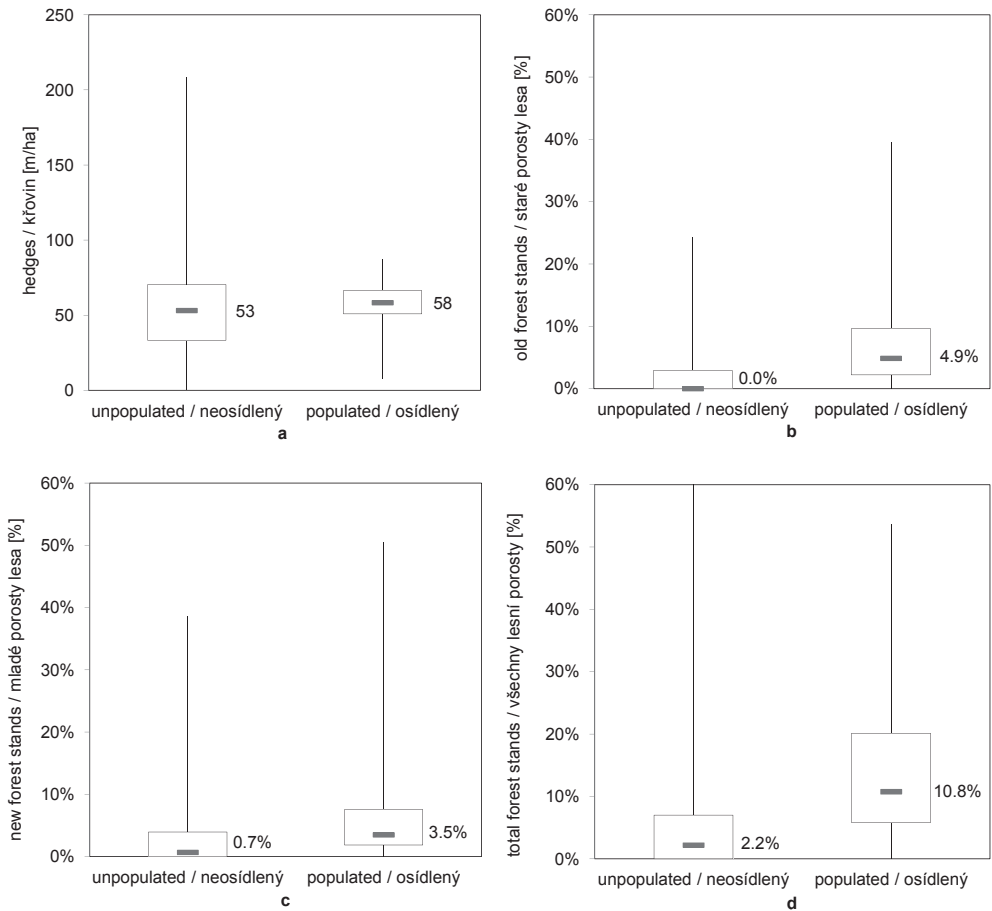 250
200
150
100
50
0
hedges / křovin [m/ha]
53
58
unpopulated / neosídlený
populated / osídlený
a
60%
50%
40%
30%
20%
10%
0%
old forest stands / staré porosty lesa [%]
0.0%
4.9%
unpopulated / neosídlený
populated / osídlený
b
60%
50%
40%
30%
20%
10%
0%
new forest stands / mladé porosty lesa [%]
0.7%
3.5%
unpopulated / neosídlený
populated / osídlený
c
60%
50%
40%
30%
20%
10%
0%
total forest stands / všechny lesní porosty [%]
2.2%
10.8%
unpopulated / neosídlený
populated / osídlený
d